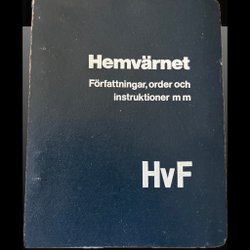 Hemvärnet
Författningar, order och
instruktioner m m
HvF